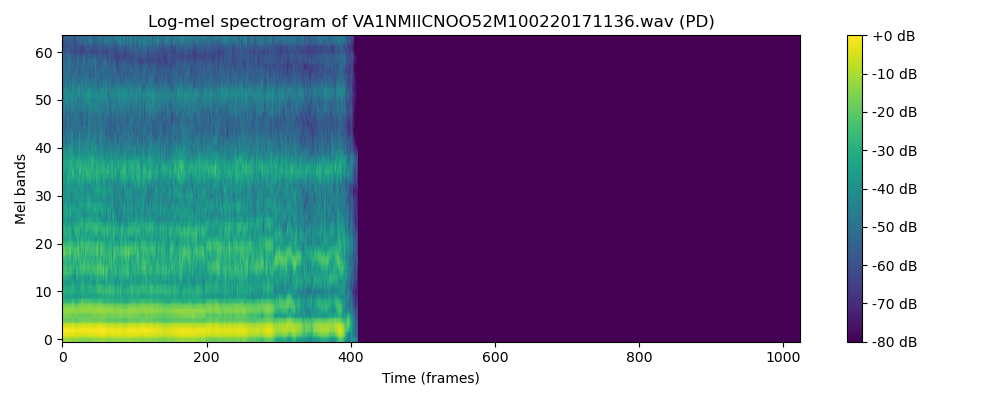 Log-mel spectrogram of VA1NMIICNOO52M100220171136.wav (PD)
Mel bands
60
50
40
30
20
10
0
0 200 400 600 800 1000
Time (frames)
+0 dB
-10 dB
-20 dB
-30 dB
-40 dB
-50 dB
-60 dB
-70 dB
-80 dB